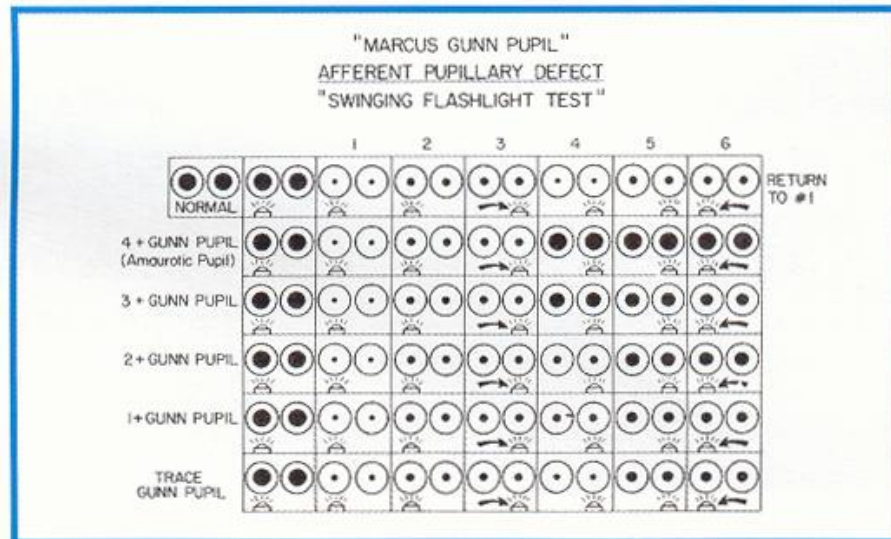 "MARCUS GUNN PUPIL"
AFFERENT PUPILLARY DEFECT
"SWINGING FLASHLIGHT TEST"
1 2 3 4 5 6
NORMAL
RETURN
TO #1
4+GUNN PUPIL
(Amaurotic Pupil)
3+GUNN PUPIL
2+GUNN PUPIL
1+GUNN PUPIL
TRACE
GUNN PUPIL